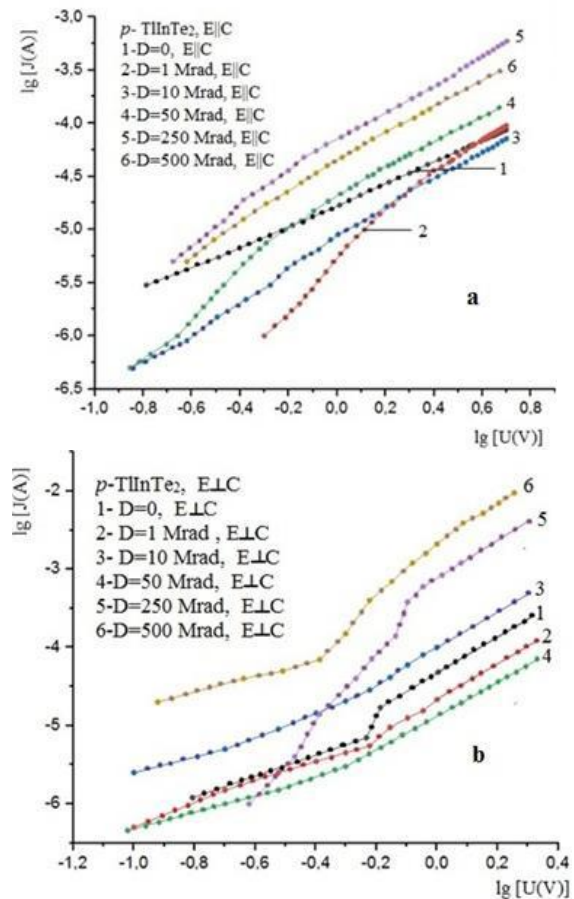 lg [J(A)]
-3,0
-3,5
-4,0
-4,5
-5,0
-5,5
-6,0
-6,5
p- TlInTe₂, E||C
1-D=0, E||C
2-D=1 Mrad, E||C
3-D=10 Mrad, E||C
4-D=50 Mrad, E||C
5-D=250 Mrad, E||C
6-D=500 Mrad, E||C
5
6
4
3
1
2
a
-1,0 -0,8 -0,6 -0,4 -0,2 0,0 0,2 0,4 0,6 0,8
lg [U(V)]
lg [J(A)]
-2
-3
-4
-5
-6
p-TlInTe₂, E⊥C
1- D=0, E⊥C
2- D=1 Mrad , E⊥C
3- D=10 Mrad, E⊥C
4-D=50 Mrad, E⊥C
5-D=250 Mrad, E⊥C
6-D=500 Mrad, E⊥C
6
5
3
1
2
4
b
-1,2 -1,0 -0,8 -0,6 -0,4 -0,2 0,0 0,2 0,4
lg [U(V)]